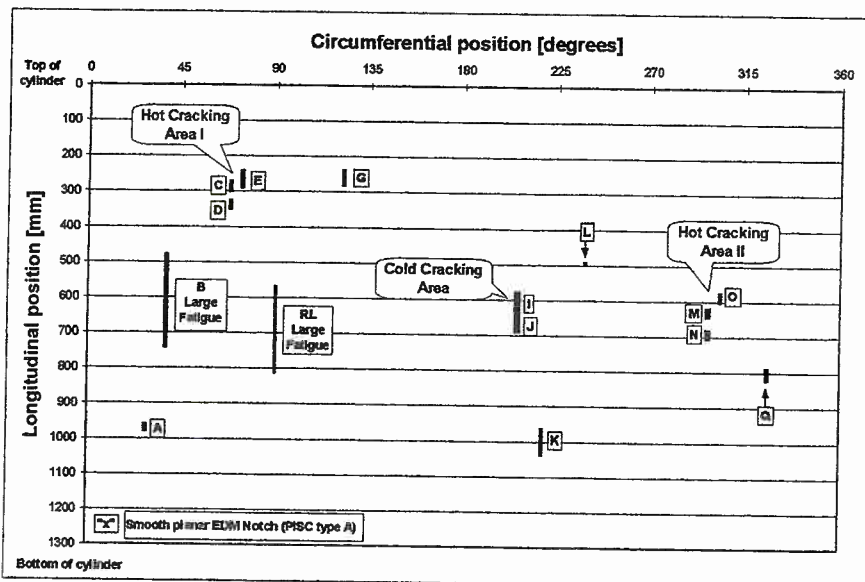 Circumferential position [degrees]
Top of cylinder
0 45 90 135 180 225 270 315 360
Longitudinal position [mm]
0
100
200
300
400
500
600
700
800
900
1000
1100
1200
1300
Hot Cracking
Area I
C
E
G
D
L
Hot Cracking
Area II
Cold Cracking
Area
B
Large
Fatigue
RL
Large
Fatigue
I
J
O
M
N
Q
A
K
"X" Smooth planar EDM Notch (PISC type A)
Bottom of cylinder